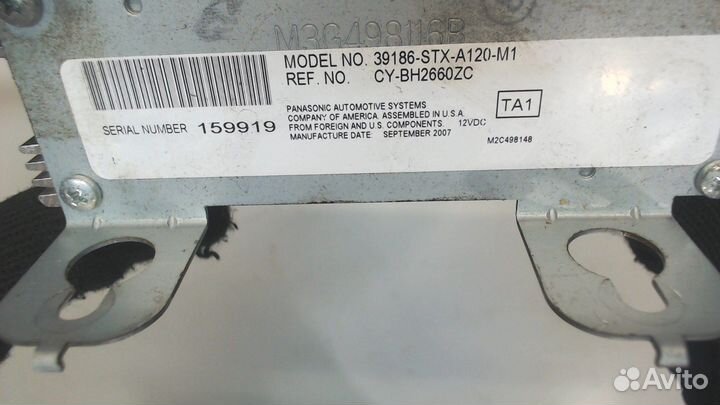 M3G498116B
MODEL NO. 39186-STX-A120-M1
REF. NO. CY-BH2660ZC
PANASONIC AUTOMOTIVE SYSTEMS
COMPANY OF AMERICA. ASSEMBLED IN U.S.A.
FROM FOREIGN AND U.S. COMPONENTS. 12VDC
MANUFACTURE DATE: SEPTEMBER 2007
TA1
SERIAL NUMBER 159919
M2C498148
Avito